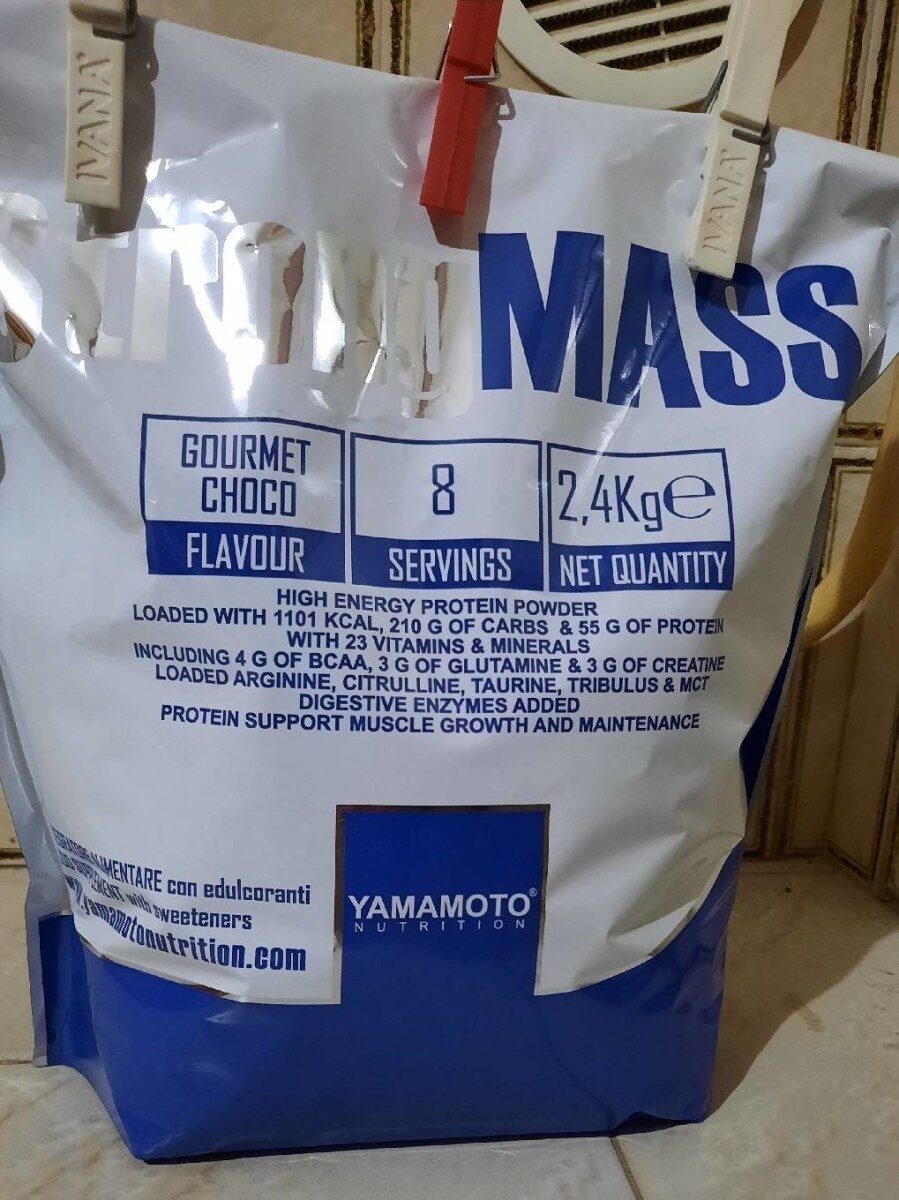 IVANA
IVANA
MASS
GOURMET
CHOCO
FLAVOUR
8
SERVINGS
2,4Kg℮
NET QUANTITY
HIGH ENERGY PROTEIN POWDER
LOADED WITH 1101 KCAL, 210 G OF CARBS & 55 G OF PROTEIN
WITH 23 VITAMINS & MINERALS
INCLUDING 4 G OF BCAA, 3 G OF GLUTAMINE & 3 G OF CREATINE
LOADED ARGININE, CITRULLINE, TAURINE, TRIBULUS & MCT
DIGESTIVE ENZYMES ADDED
PROTEIN SUPPORT MUSCLE GROWTH AND MAINTENANCE
con edulcoranti
with sweeteners
yamamotonutrition.com
YAMAMOTO®
NUTRITION